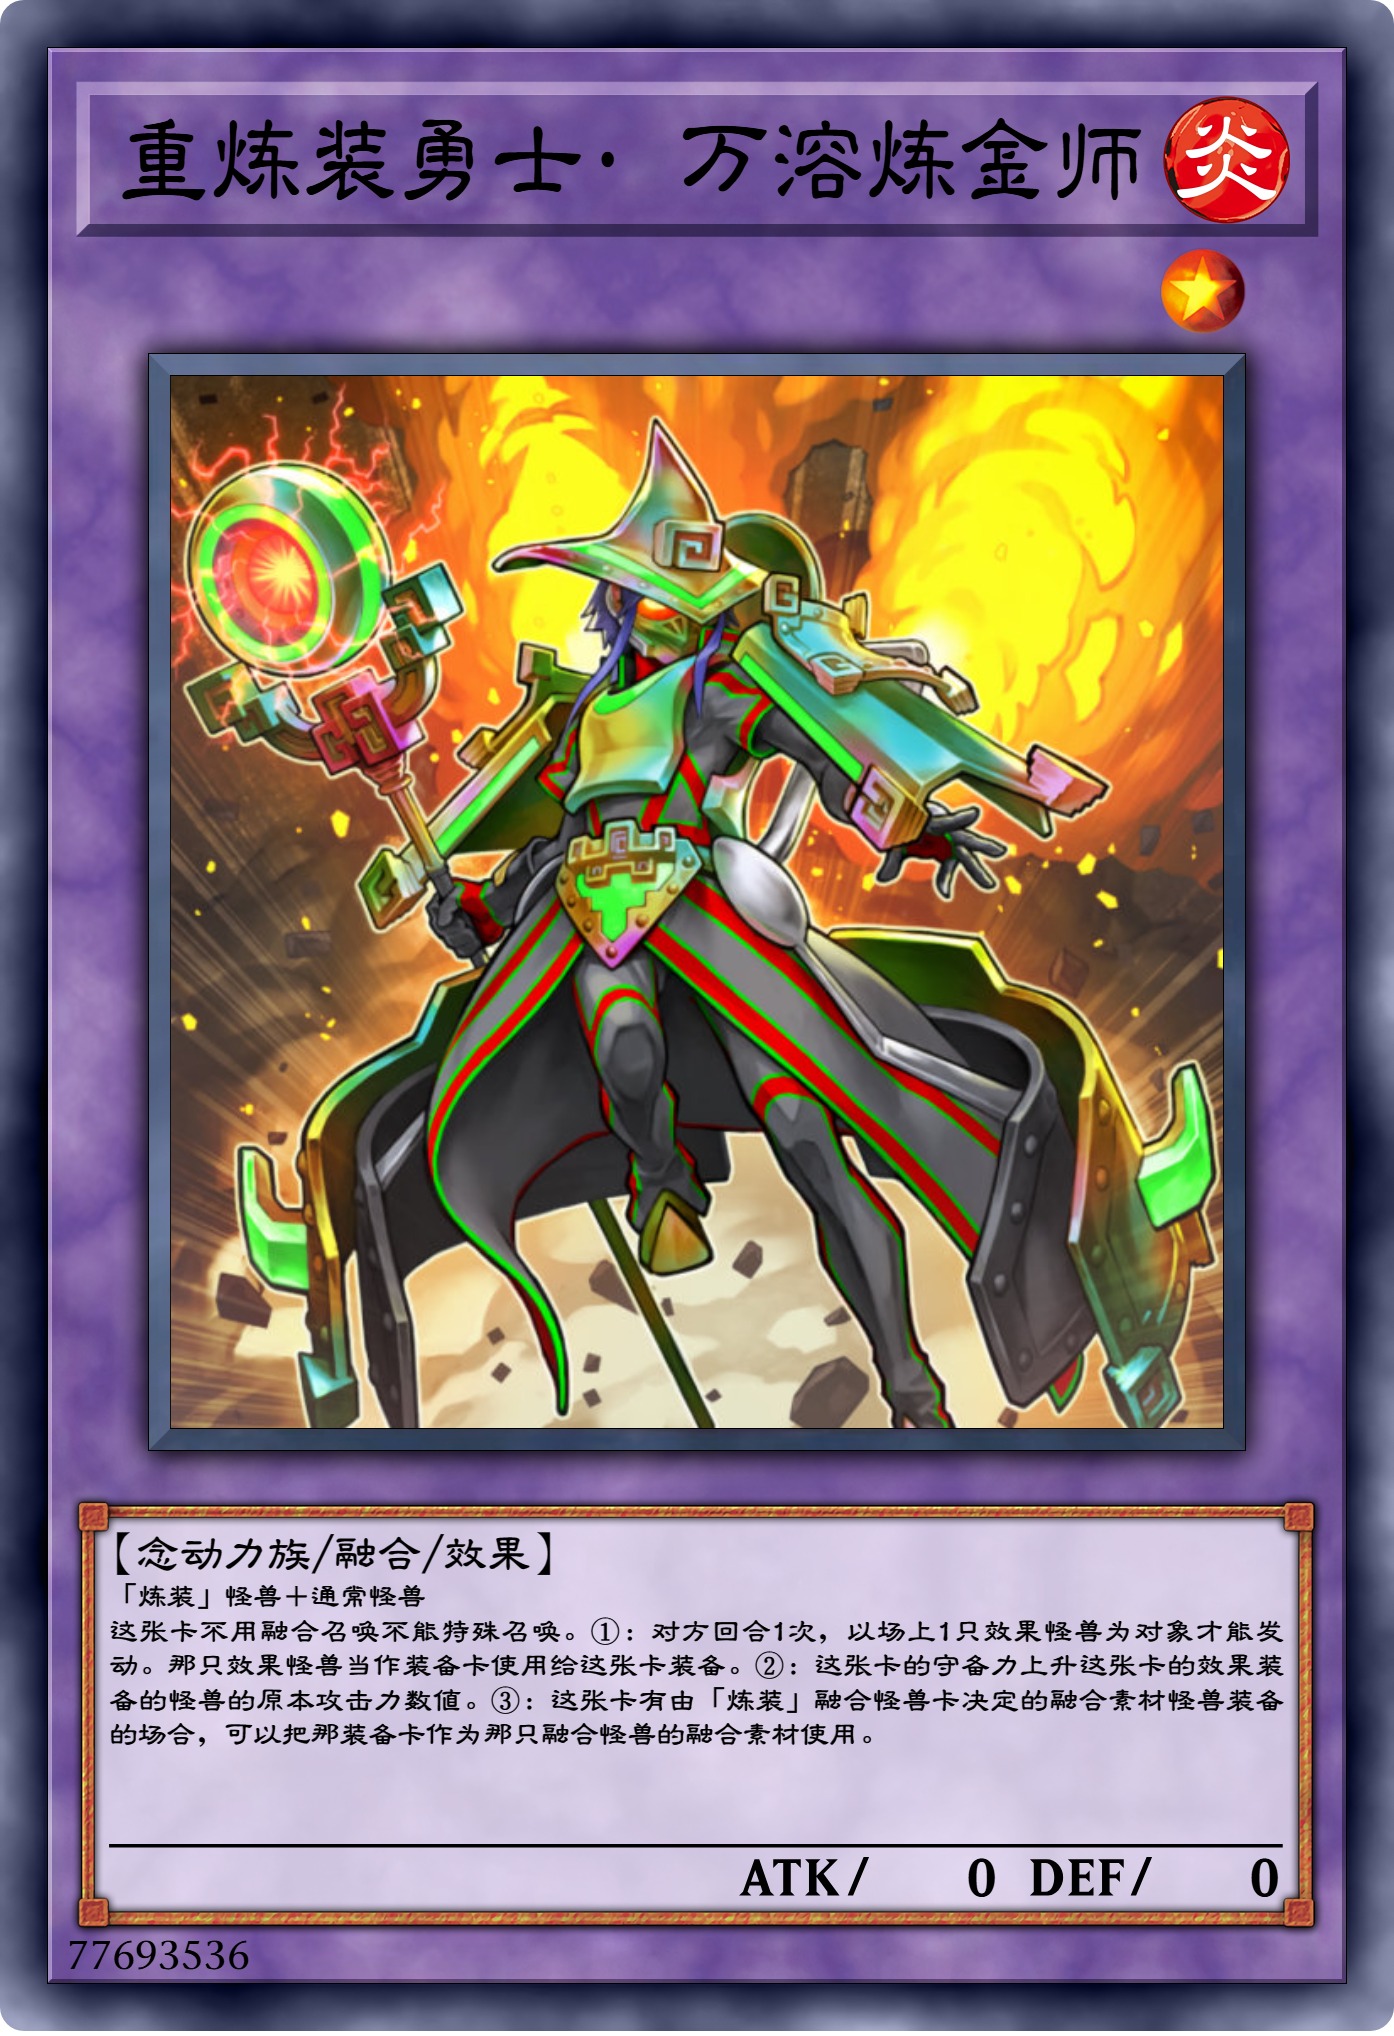 重炼装勇士·万溶炼金师
炎
【念动力族/融合/效果】
「炼装」怪兽＋通常怪兽
这张卡不用融合召唤不能特殊召唤。①：对方回合1次，以场上1只效果怪兽为对象才能发
动。那只效果怪兽当作装备卡使用给这张卡装备。②：这张卡的守备力上升这张卡的效果装
备的怪兽的原本攻击力数值。③：这张卡有由「炼装」融合怪兽卡决定的融合素材怪兽装备
的场合，可以把那装备卡作为那只融合怪兽的融合素材使用。
ATK/ 0 DEF/ 0
77693536